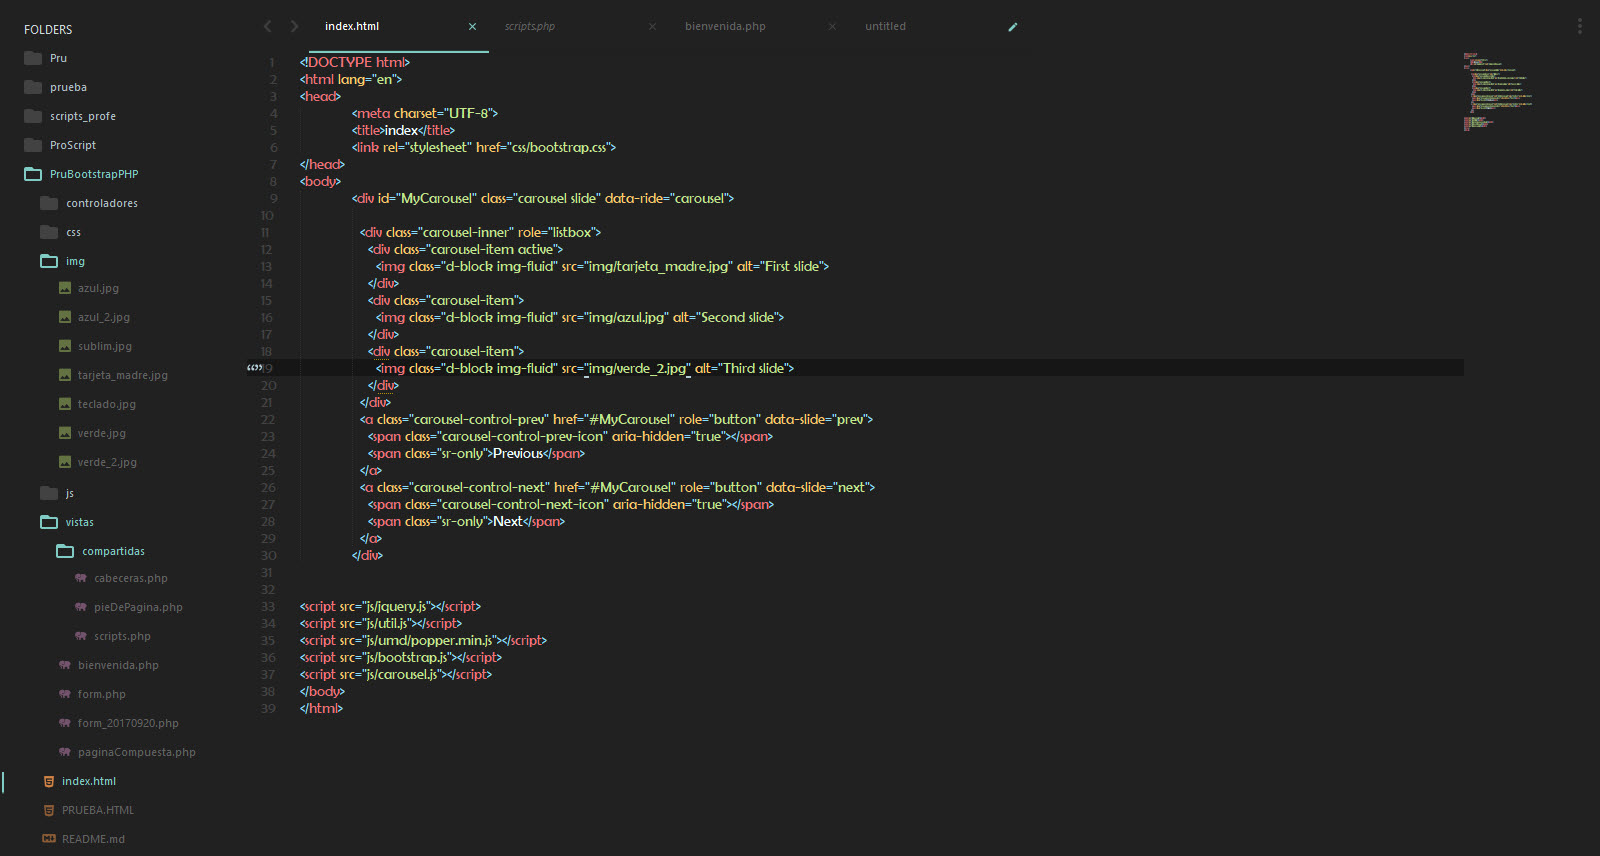 FOLDERS
Pru
prueba
scripts_profe
ProScript
PruBootstrapPHP
controladores
css
img
azul.jpg
azul_2.jpg
sublim.jpg
tarjeta_madre.jpg
teclado.jpg
verde.jpg
verde_2.jpg
js
vistas
compartidas
cabeceras.php
pieDePagina.php
scripts.php
bienvenida.php
form.php
form_20170920.php
paginaCompuesta.php
index.html
PRUEBA.HTML
README.md
index.html scripts.php bienvenida.php untitled
1 <!DOCTYPE html>
2 <html lang="en">
3 <head>
4 <meta charset="UTF-8">
5 <title>index</title>
6 <link rel="stylesheet" href="css/bootstrap.css">
7 </head>
8 <body>
9 <div id="MyCarousel" class="carousel slide" data-ride="carousel">
10
11 <div class="carousel-inner" role="listbox">
12 <div class="carousel-item active">
13 <img class="d-block img-fluid" src="img/tarjeta_madre.jpg" alt="First slide">
14 </div>
15 <div class="carousel-item">
16 <img class="d-block img-fluid" src="img/azul.jpg" alt="Second slide">
17 </div>
18 <div class="carousel-item">
19 <img class="d-block img-fluid" src="img/verde_2.jpg" alt="Third slide">
20 </div>
21 </div>
22 <a class="carousel-control-prev" href="#MyCarousel" role="button" data-slide="prev">
23 <span class="carousel-control-prev-icon" aria-hidden="true"></span>
24 <span class="sr-only">Previous</span>
25 </a>
26 <a class="carousel-control-next" href="#MyCarousel" role="button" data-slide="next">
27 <span class="carousel-control-next-icon" aria-hidden="true"></span>
28 <span class="sr-only">Next</span>
29 </a>
30 </div>
31
32
33 <script src="js/jquery.js"></script>
34 <script src="js/util.js"></script>
35 <script src="js/umd/popper.min.js"></script>
36 <script src="js/bootstrap.js"></script>
37 <script src="js/carousel.js"></script>
38 </body>
39 </html>